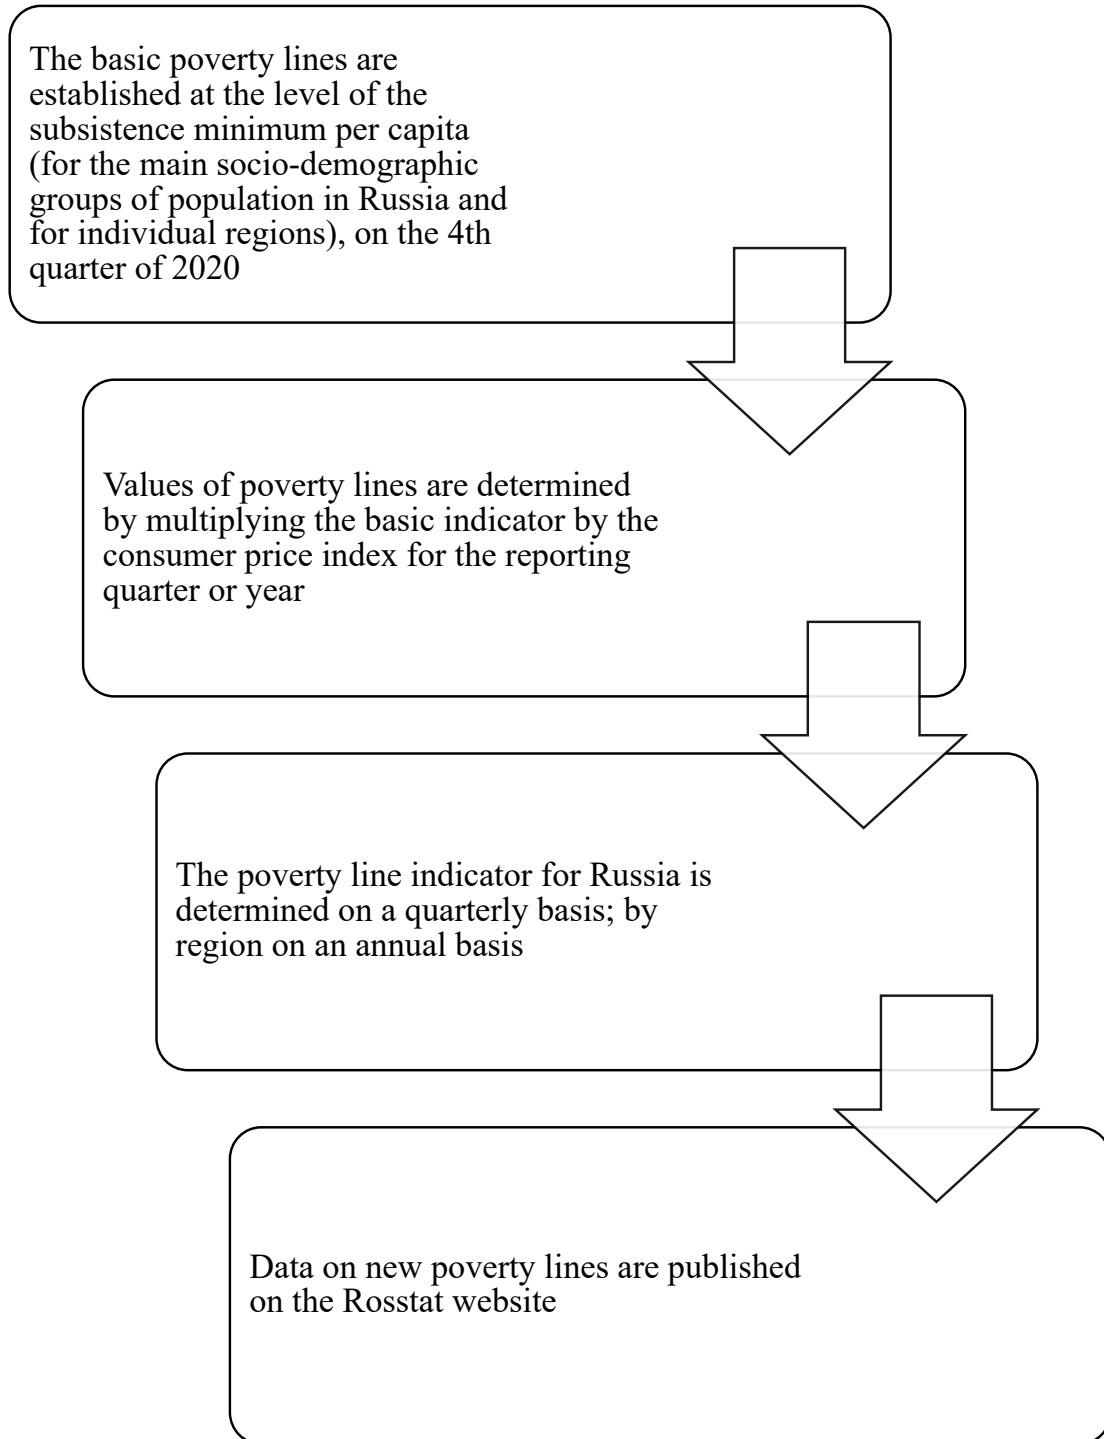 The basic poverty lines are
established at the level of the
subsistence minimum per capita
(for the main socio-demographic
groups of population in Russia and
for individual regions), on the 4th
quarter of 2020
Values of poverty lines are determined
by multiplying the basic indicator by the
consumer price index for the reporting
quarter or year
The poverty line indicator for Russia is
determined on a quarterly basis; by
region on an annual basis
Data on new poverty lines are published
on the Rosstat website